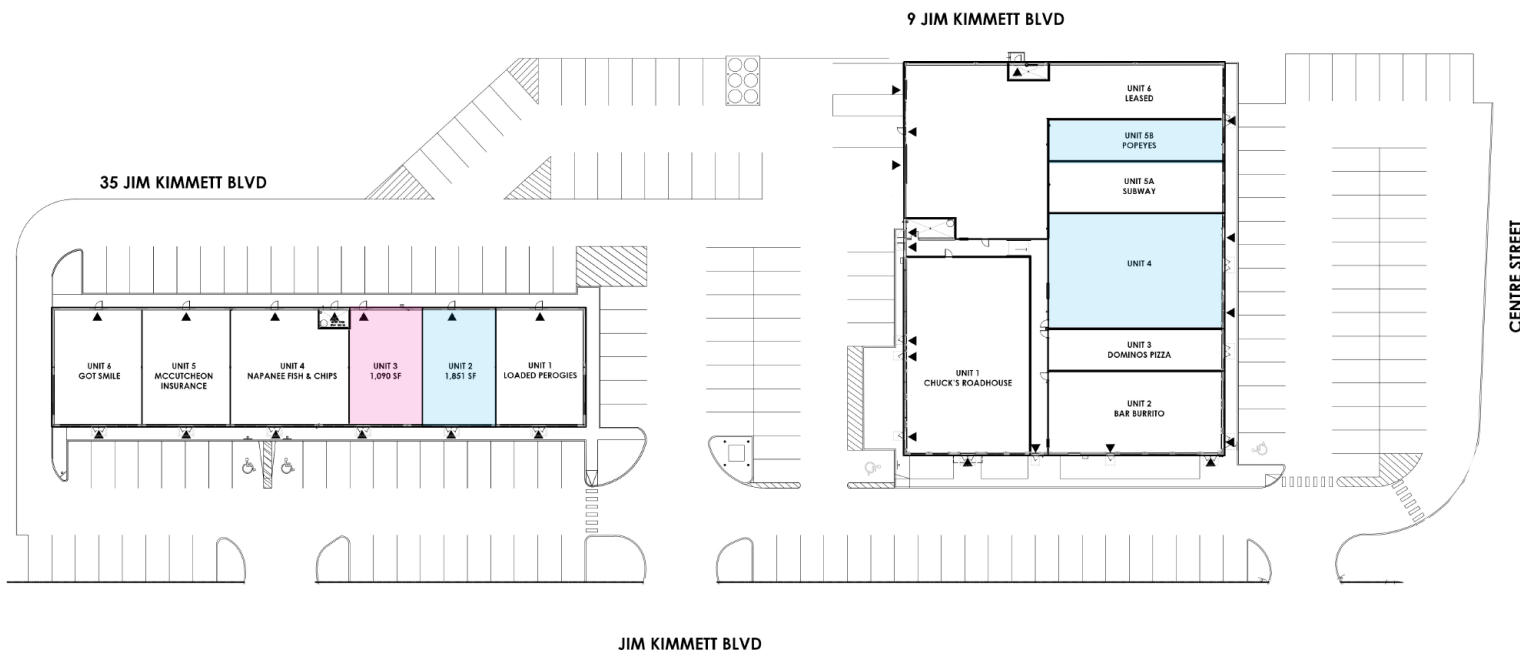 9 JIM KIMMETT BLVD
UNIT 6
LEASED
UNIT 5B
POPEYES
35 JIM KIMMETT BLVD
UNIT 5A
SUBWAY
CENTRE STREET
UNIT 4
UNIT 6
GOT SMILE
UNIT 5
MCCUTCHEON
INSURANCE
UNIT 4
NAPANEE FISH & CHIPS
UNIT 3
1,090 SF
UNIT 2
1,851 SF
UNIT 1
LOADED PEROGIES
UNIT 3
DOMINOS PIZZA
UNIT 1
CHUCK'S ROADHOUSE
UNIT 2
BAR BURRITO
JIM KIMMETT BLVD